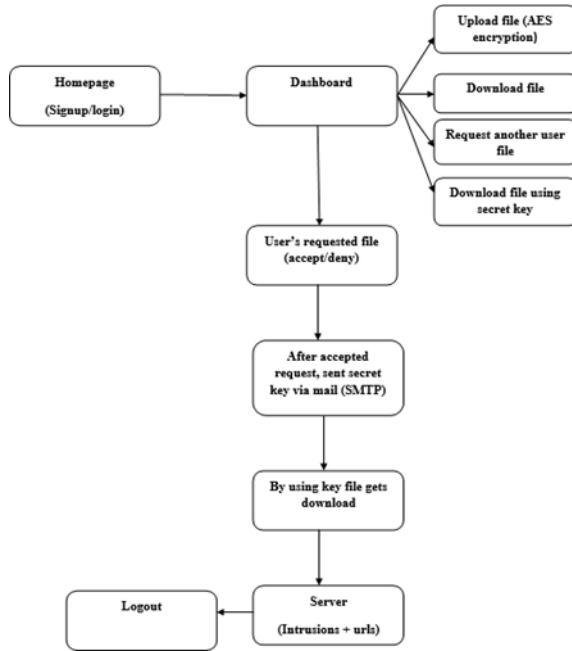 Upload file (AES
encryption)
Homepage
(Signup/login)
Dashboard
Download file
Request another user
file
Download file using
secret key
User's requested file
(accept/deny)
After accepted
request, sent secret
key via mail (SMTP)
By using key file gets
download
Logout
Server
(Intrusions + urls)